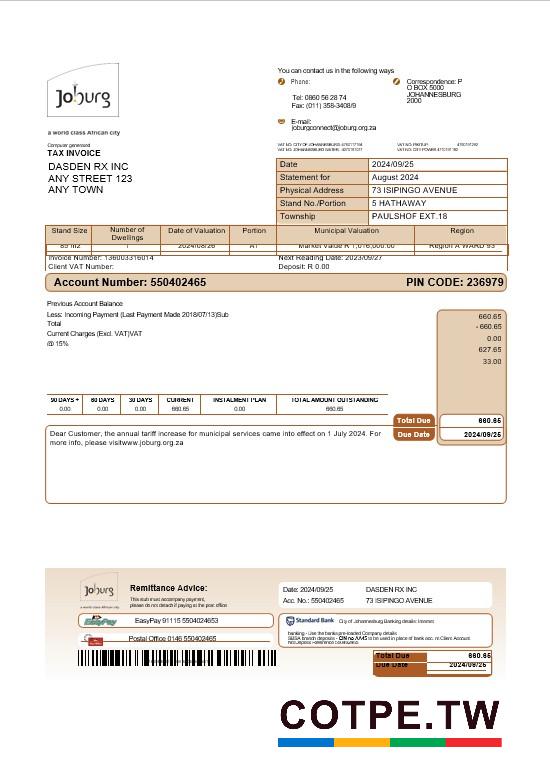 Joburg
a world class African city
You can contact us in the following ways
Phone:
Tel: 0860 56 28 74
Fax: (011) 358-3408/9
E-mail:
joburgconnect@joburg.org.za
Correspondence: P
O BOX 5000
JOHANNESBURG
2000
Computer generated
TAX INVOICE
DASDEN RX INC
ANY STREET 123
ANY TOWN
Date 2024/09/25
Statement for August 2024
Physical Address 73 ISIPINGO AVENUE
Stand No./Portion 5 HATHAWAY
Township PAULSHOF EXT.18
Stand Size Number of Dwellings Date of Valuation Portion Municipal Valuation Region
85 m2 1 2024/08/26 A1 Market Value R 1,016,000.00 Region A WARD 93
Invoice Number: 136003316014 Next Reading Date: 2023/09/27
Client VAT Number: Deposit: R 0.00
Account Number: 550402465 PIN CODE: 236979
Previous Account Balance 660.65
Less: Incoming Payment (Last Payment Made 2018/07/13)Sub - 660.65
Total 0.00
Current Charges (Excl. VAT)VAT 627.65
@ 15% 33.00
90 DAYS + 60 DAYS 30 DAYS CURRENT INSTALMENT PLAN TOTAL AMOUNT OUTSTANDING
0.00 0.00 0.00 660.65 0.00 660.65
Total Due 660.65
Due Date 2024/09/25
Dear Customer, the annual tariff increase for municipal services came into effect on 1 July 2024. For
more info, please visitwww.joburg.org.za
Joburg
a world class African city
Remittance Advice:
This stub must accompany payment,
please do not detach if paying at the post office
Date: 2024/09/25 DASDEN RX INC
Acc. No.: 550402465 73 ISIPINGO AVENUE
EasyPay EasyPay 91115 5504024653
Postal Office 0146 550402465
Standard Bank City of Johannesburg Banking details: Internet
banking - Use the banks pre-loaded Company details
Total Due 660.65
Due Date 2024/09/25
COTPE.TW